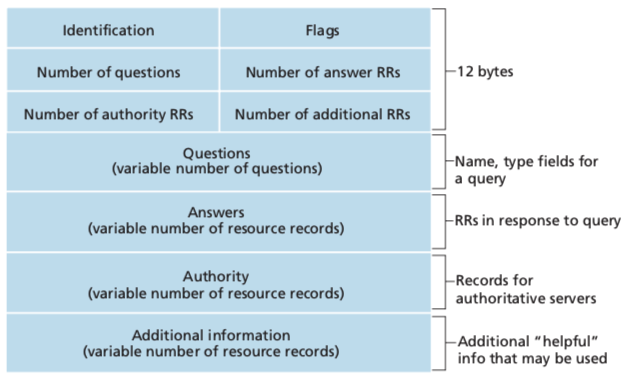 Identification
Flags
Number of questions
Number of answer RRs
12 bytes
Number of authority RRs
Number of additional RRs
Questions
(variable number of questions)
Name, type fields for
a query
Answers
(variable number of resource records)
RRs in response to query
Authority
(variable number of resource records)
Records for
authoritative servers
Additional information
(variable number of resource records)
Additional “helpful”
info that may be used